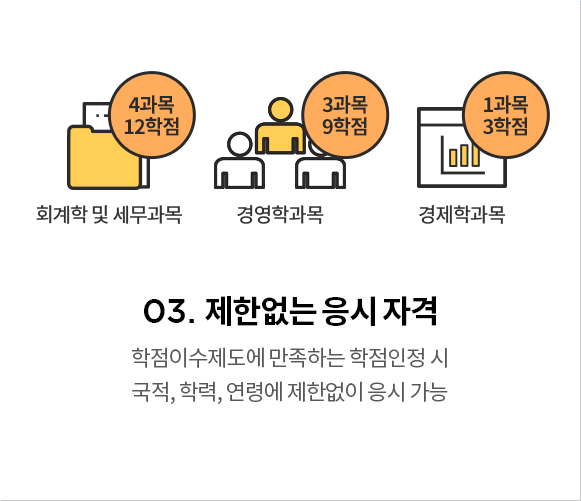 4과목
12학점
3과목
9학점
1과목
3학점
회계학 및 세무과목
경영학과목
경제학과목
03. 제한없는 응시 자격
학점이수제도에 만족하는 학점인정 시
국적, 학력, 연령에 제한없이 응시 가능